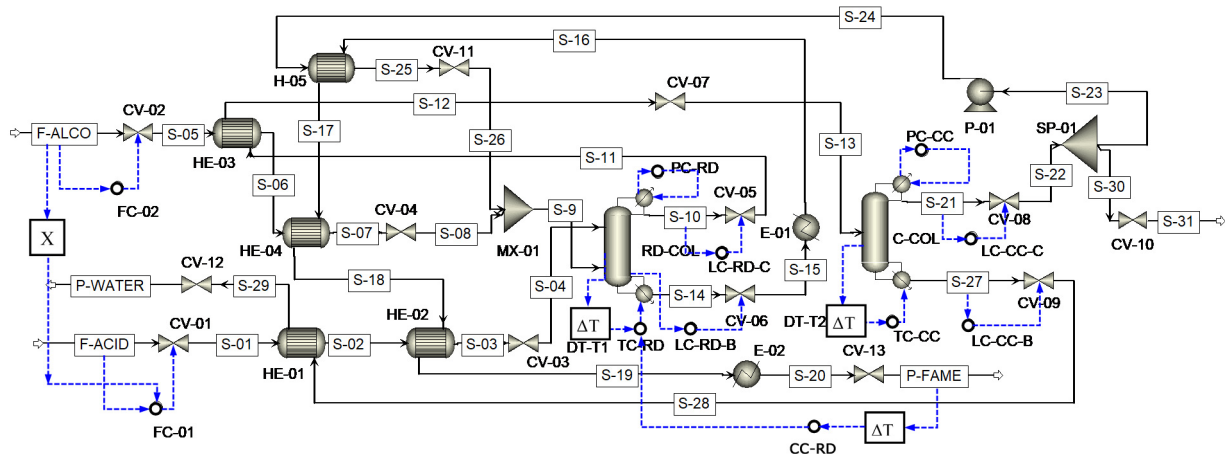 S-24
S-16
CV-11
S-25
H-05
CV-07
S-12
S-23
P-01
SP-01
CV-02
F-ALCO
S-05
HE-03
S-17
S-26
S-11
S-13
PC-CC
PC-RD
S-06
FC-02
S-22
S-30
S-31
CV-10
S-21
CV-08
C-COL
LC-CC-C
CV-05
S-10
RD-COL
E-01
LC-RD-C
S-9
MX-01
CV-04
S-07
S-08
HE-04
X
S-15
S-04
S-18
CV-12
P-WATER
S-29
S-27
CV-09
S-14
CV-06
ΔT
DT-T1
TC-RD
LC-RD-B
ΔT
DT-T2
TC-CC
LC-CC-B
HE-02
CV-01
F-ACID
S-01
S-02
S-03
CV-03
HE-01
E-02
CV-13
S-19
S-20
P-FAME
S-28
FC-01
ΔT
CC-RD